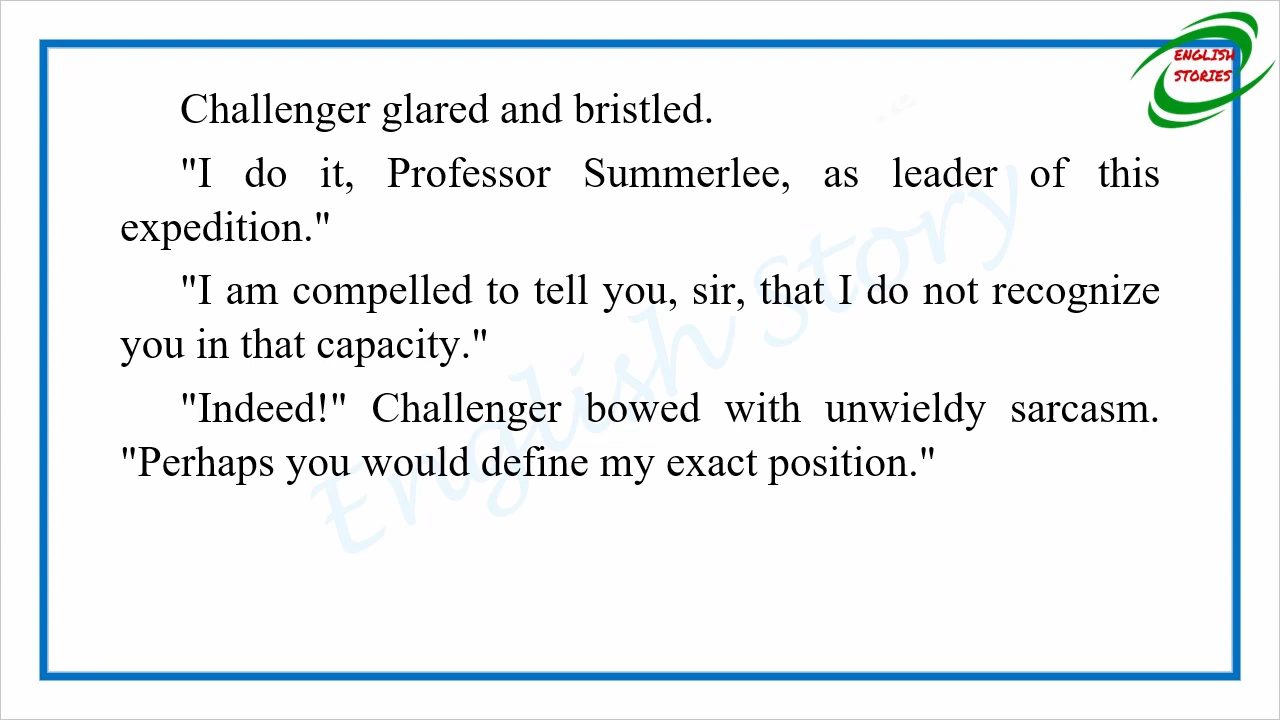 ENGLISH
STORIES
Challenger glared and bristled.
"I do it, Professor Summerlee, as leader of this
expedition."
"I am compelled to tell you, sir, that I do not recognize
you in that capacity."
"Indeed!" Challenger bowed with unwieldy sarcasm.
"Perhaps you would define my exact position."
English Story